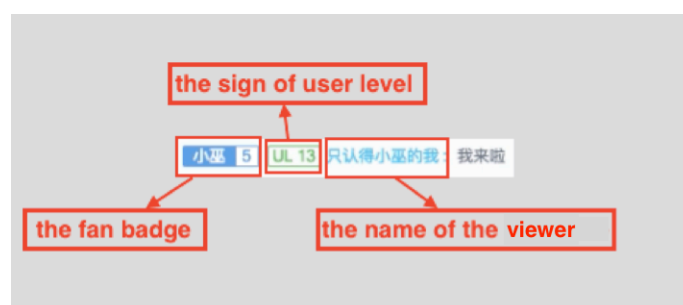 the sign of user level
小巫 5 UL 13 只认得小巫的我: 我来啦
the fan badge
the name of the viewer